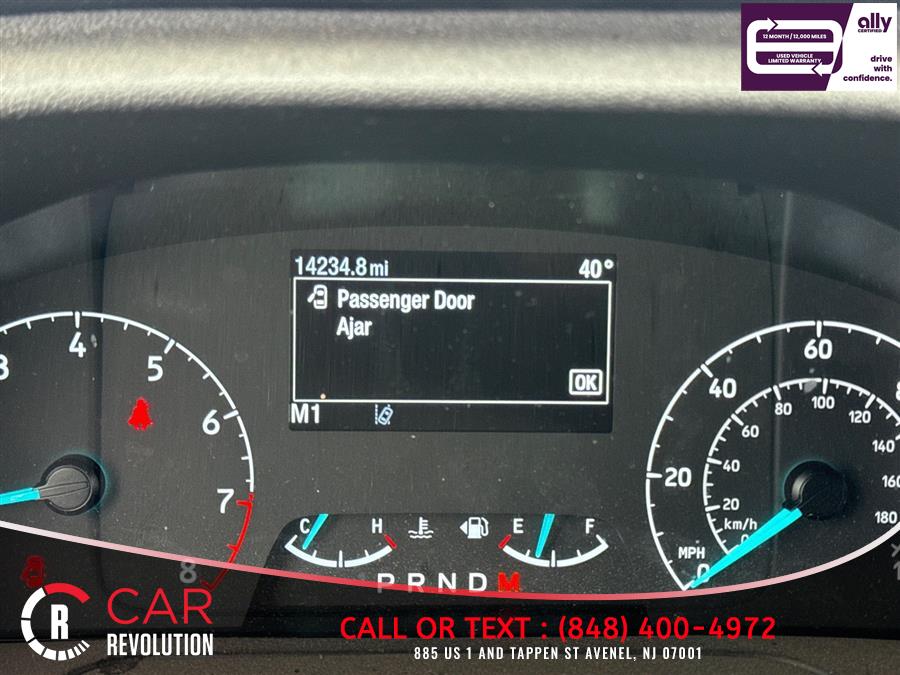 12 MONTH / 12,000 MILES
USED VEHICLE
LIMITED WARRANTY
ally
CERTIFIED
drive
with
confidence.
14234.8 mi 40°
Passenger Door
Ajar
OK
M1
3 4 5 6 7 8
C H E F
P R N D M
20 40 60
20 40 60 80 100 120 140 160 180
km/h
MPH
0 0
R
CAR
REVOLUTION
CALL OR TEXT : (848) 400-4972
885 US 1 AND TAPPEN ST AVENEL, NJ 07001